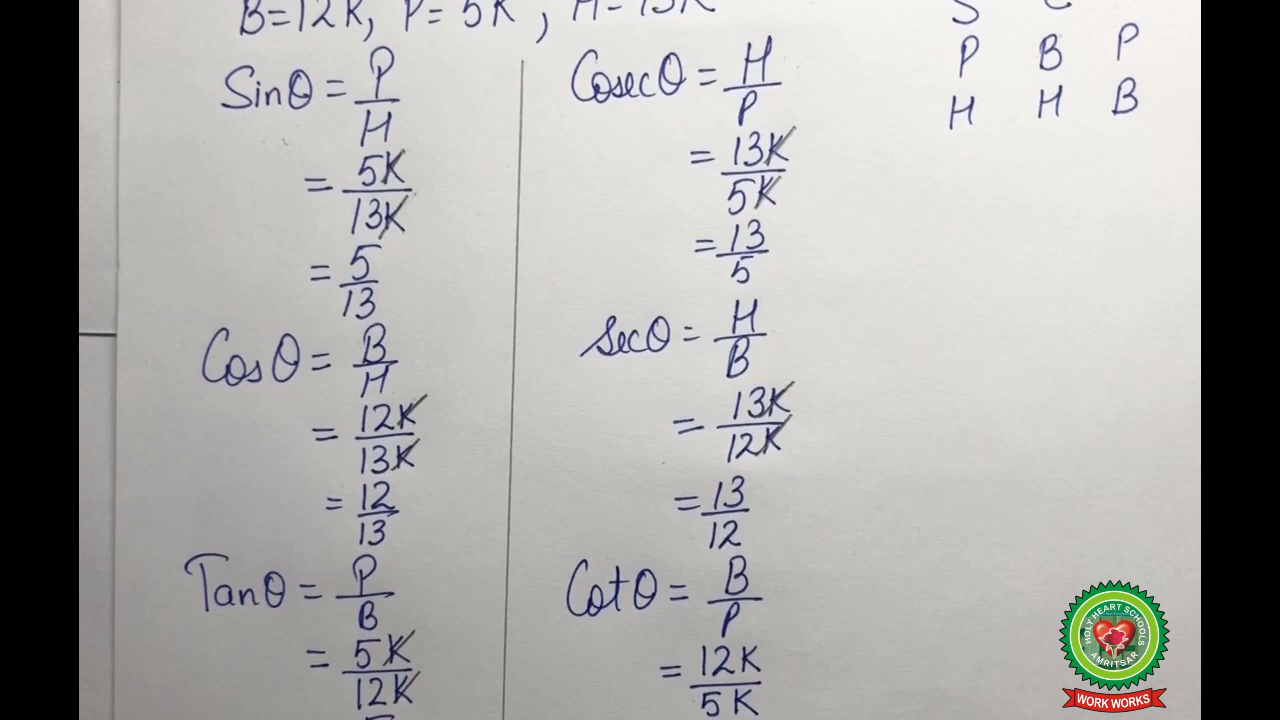 B=12K, P=5K, H=13K
S C
P B P
H H B
Sinθ = P/H
= 5K/13K
= 5/13
Cosθ = B/H
= 12K/13K
= 12/13
Tanθ = P/B
= 5K/12K
Cosecθ = H/P
= 13K/5K
= 13/5
Secθ = H/B
= 13K/12K
= 13/12
Cotθ = B/P
= 12K/5K
HOLY HEART SCHOOLS
AMRITSAR
WORK WORKS